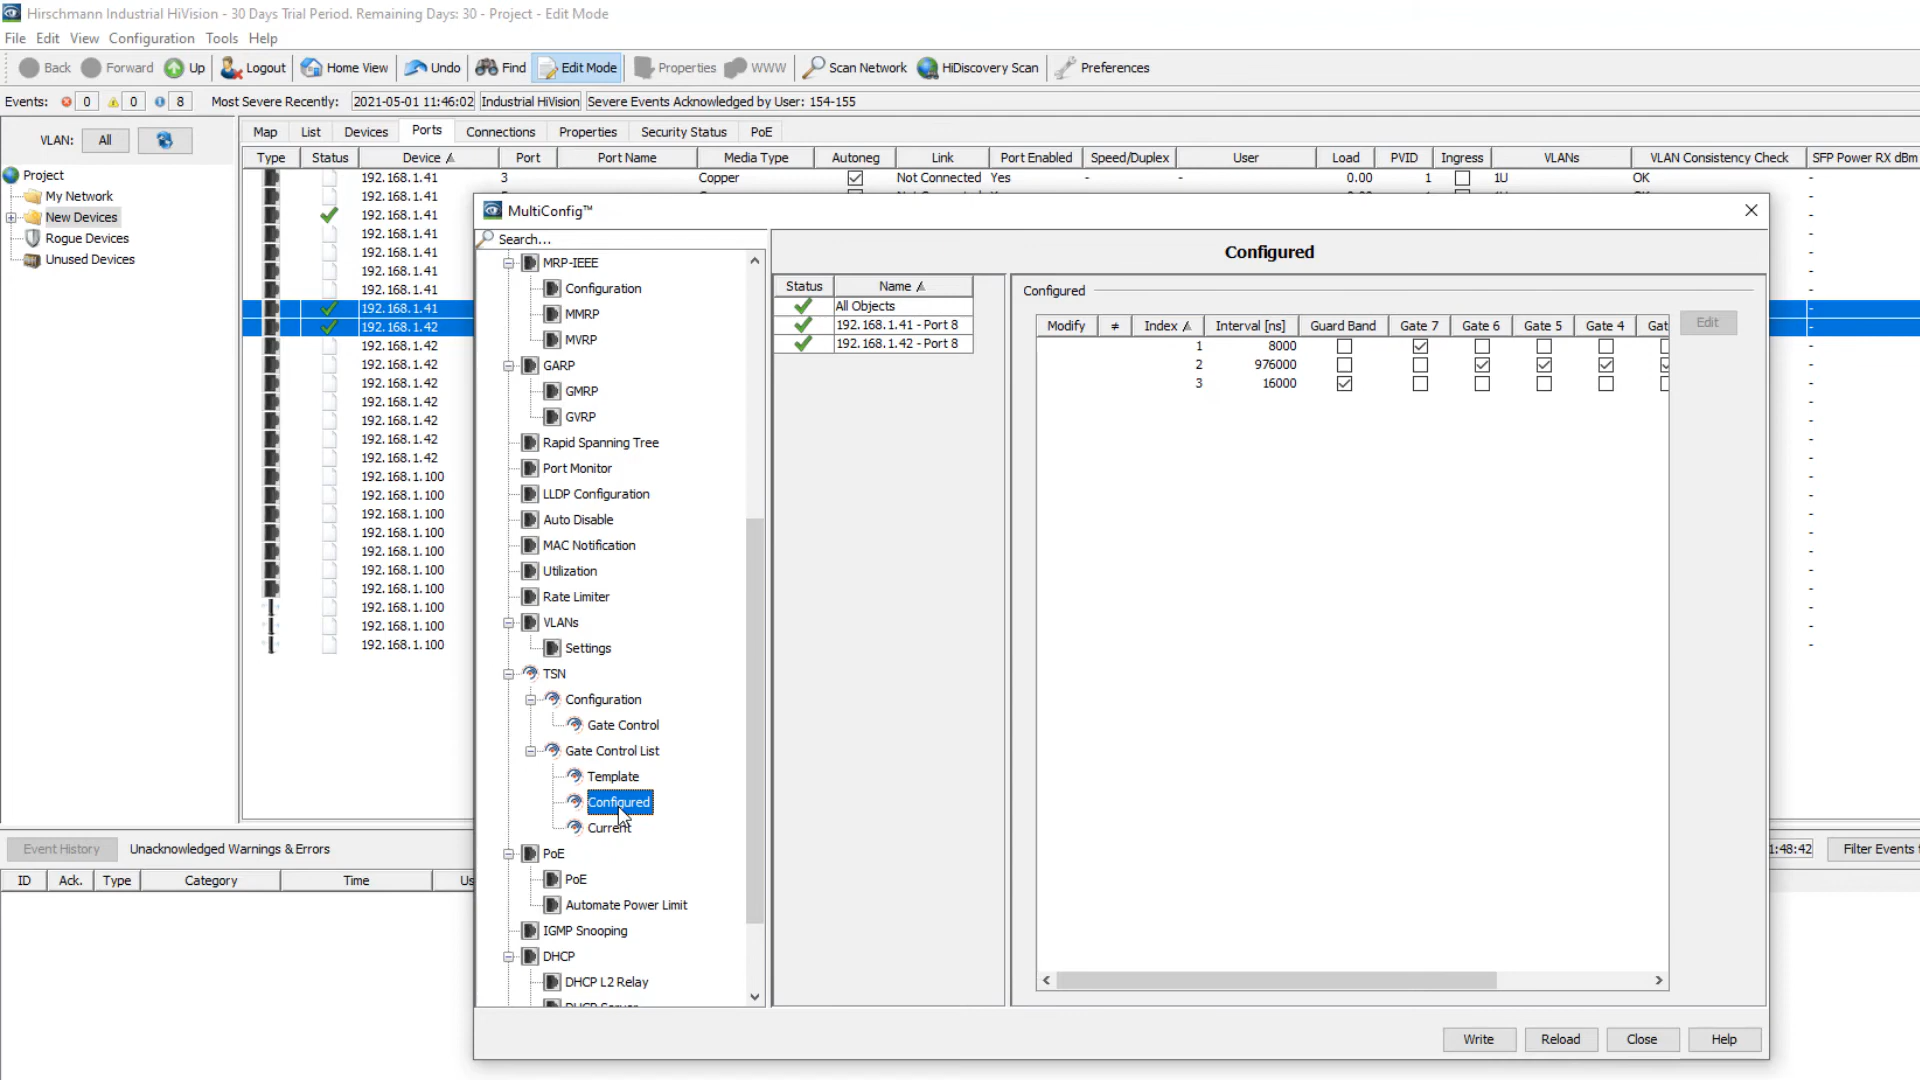 Hirschmann Industrial HiVision - 30 Days Trial Period. Remaining Days: 30 - Project - Edit Mode
File Edit View Configuration Tools Help
Back Forward Up Logout Home View Undo Find Edit Mode Properties WWW Scan Network HiDiscovery Scan Preferences
Events: 0 0 8 Most Severe Recently: 2021-05-01 11:46:02 Industrial HiVision Severe Events Acknowledged by User: 154-155
VLAN: All
Project
My Network
New Devices
Rogue Devices
Unused Devices
Map List Devices Ports Connections Properties Security Status PoE
Type Status Device Port Port Name Media Type Autoneg Link Port Enabled Speed/Duplex User Load PVID Ingress VLANs VLAN Consistency Check SFP Power RX dBm
192.168.1.41 3 Copper Not Connected Yes - - 0.00 1 1U OK -
192.168.1.41
192.168.1.41 -
192.168.1.41 -
192.168.1.41 -
192.168.1.41 -
192.168.1.41 -
192.168.1.41 -
192.168.1.42 -
192.168.1.42 -
192.168.1.42 -
192.168.1.42 -
192.168.1.42 -
192.168.1.42 -
192.168.1.42 -
192.168.1.42 -
192.168.1.100 -
192.168.1.100 -
192.168.1.100 -
192.168.1.100 -
192.168.1.100 -
192.168.1.100 -
192.168.1.100 -
192.168.1.100 -
192.168.1.100 -
192.168.1.100 -
MultiConfig™
Search...
MRP-IEEE
Configuration
MMRP
MVRP
GARP
GMRP
GVRP
Rapid Spanning Tree
Port Monitor
LLDP Configuration
Auto Disable
MAC Notification
Utilization
Rate Limiter
VLANs
Settings
TSN
Configuration
Gate Control
Gate Control List
Template
Configured
Current
PoE
PoE
Automate Power Limit
IGMP Snooping
DHCP
DHCP L2 Relay
DHCP Server
Configured
Status Name
All Objects
192.168.1.41 - Port 8
192.168.1.42 - Port 8
Configured
Modify ≠ Index Interval [ns] Guard Band Gate 7 Gate 6 Gate 5 Gate 4 Gat
1 8000
2 976000
3 16000
Edit
Write Reload Close Help
Event History Unacknowledged Warnings & Errors 1:48:42 Filter Events
ID Ack. Type Category Time Us